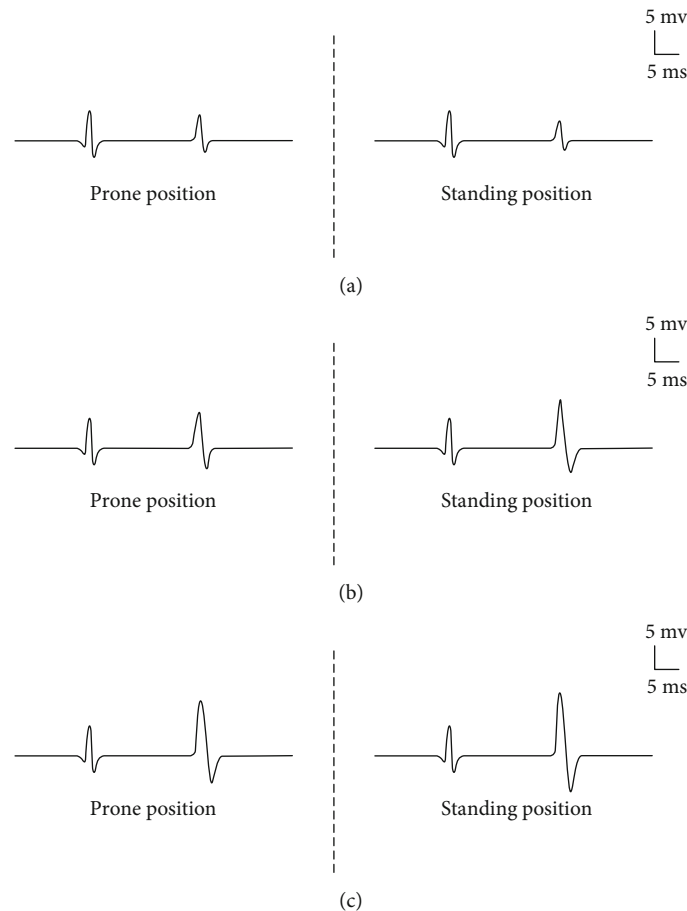 5 mv
5 ms
Prone position
Standing position
(a)
5 mv
5 ms
Prone position
Standing position
(b)
5 mv
5 ms
Prone position
Standing position
(c)